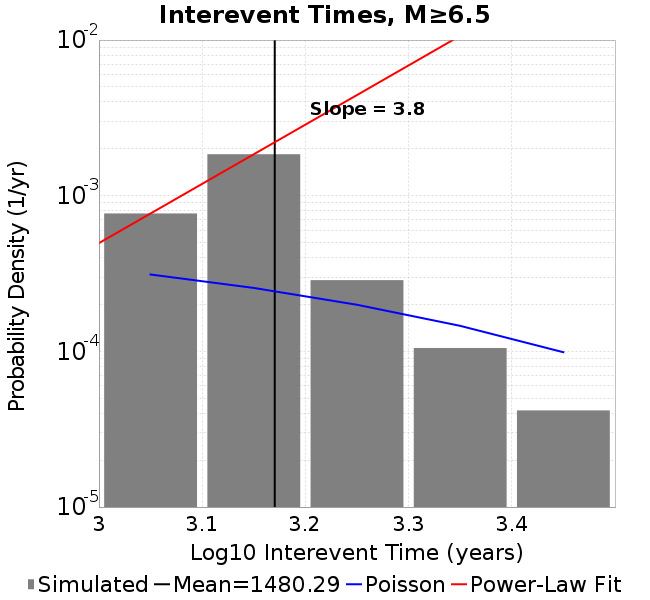 Interevent Times, M≥6.5
Probability Density (1/yr)
10-2
10-3
10-4
10-5
Slope = 3.8
3 3.1 3.2 3.3 3.4
Log10 Interevent Time (years)
Simulated Mean=1480.29 Poisson Power-Law Fit